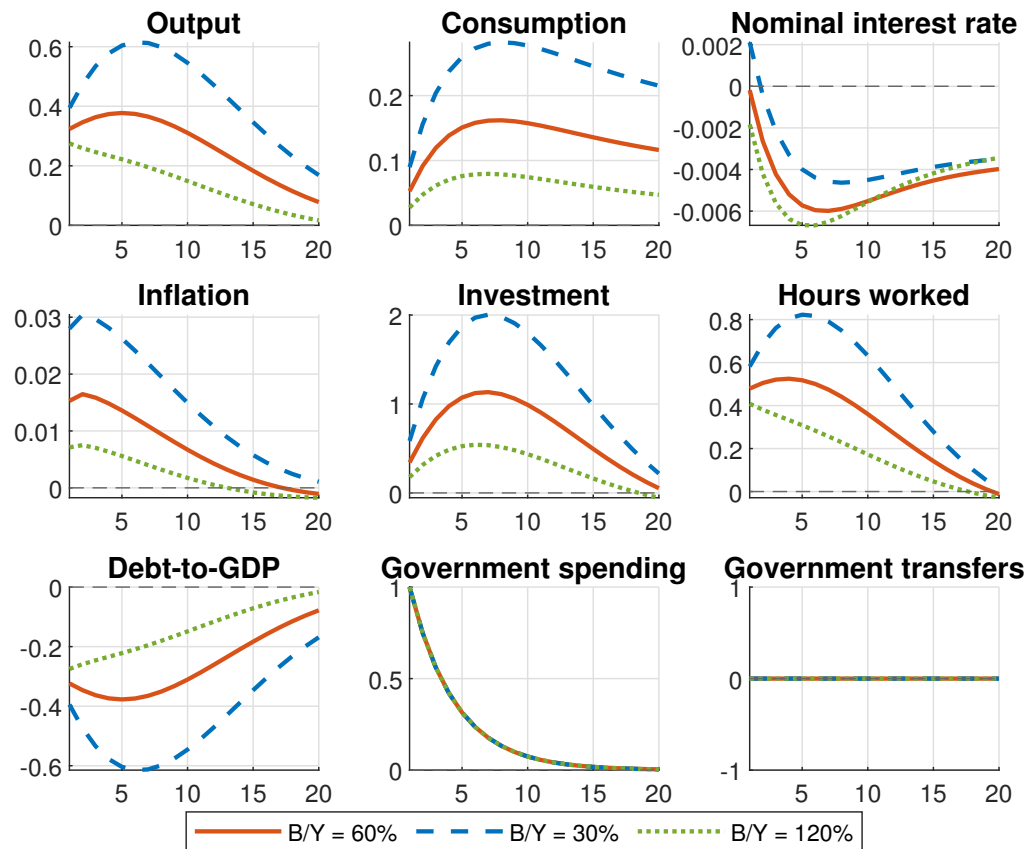 Output Consumption Nominal interest rate
0.6 0.4 0.2 0
0.2 0.1 0
0.002 0 -0.002 -0.004 -0.006
5 10 15 20 5 10 15 20 5 10 15 20
Inflation Investment Hours worked
0.03 0.02 0.01 0
2 1 0
0.8 0.6 0.4 0.2 0
5 10 15 20 5 10 15 20 5 10 15 20
Debt-to-GDP Government spending Government transfers
0 -0.2 -0.4 -0.6
1 0.5 0
1 0 -1
5 10 15 20 5 10 15 20 5 10 15 20
B/Y = 60% B/Y = 30% B/Y = 120%